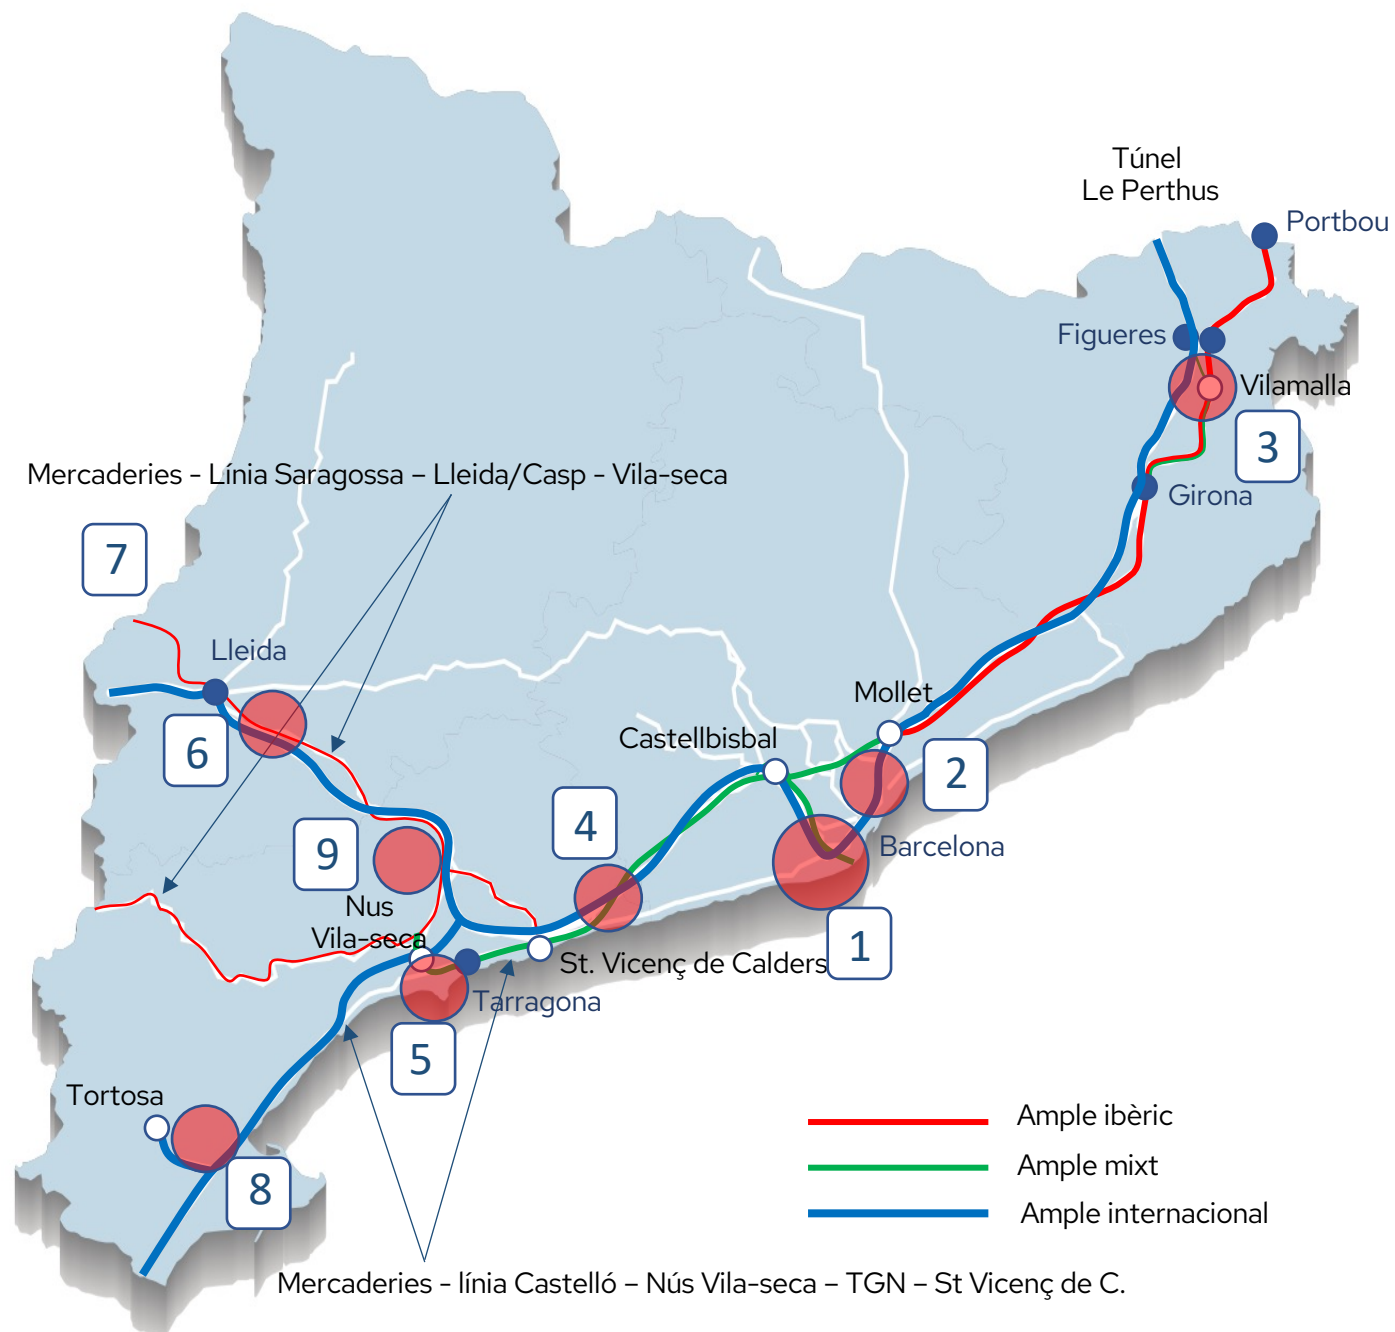 Túnel
Le Perthus
Portbou
Figueres
Vilamalla
3
Girona
Mercaderies - Línia Saragossa – Lleida/Casp - Vila-seca
7
Lleida
6
Mollet
Castellbisbal
2
4
9
Barcelona
Nus
Vila-seca
1
St. Vicenç de Calders
Tarragona
5
Tortosa
8
Ample ibèric
Ample mixt
Ample internacional
Mercaderies - línia Castelló – Nús Vila-seca – TGN – St Vicenç de C.